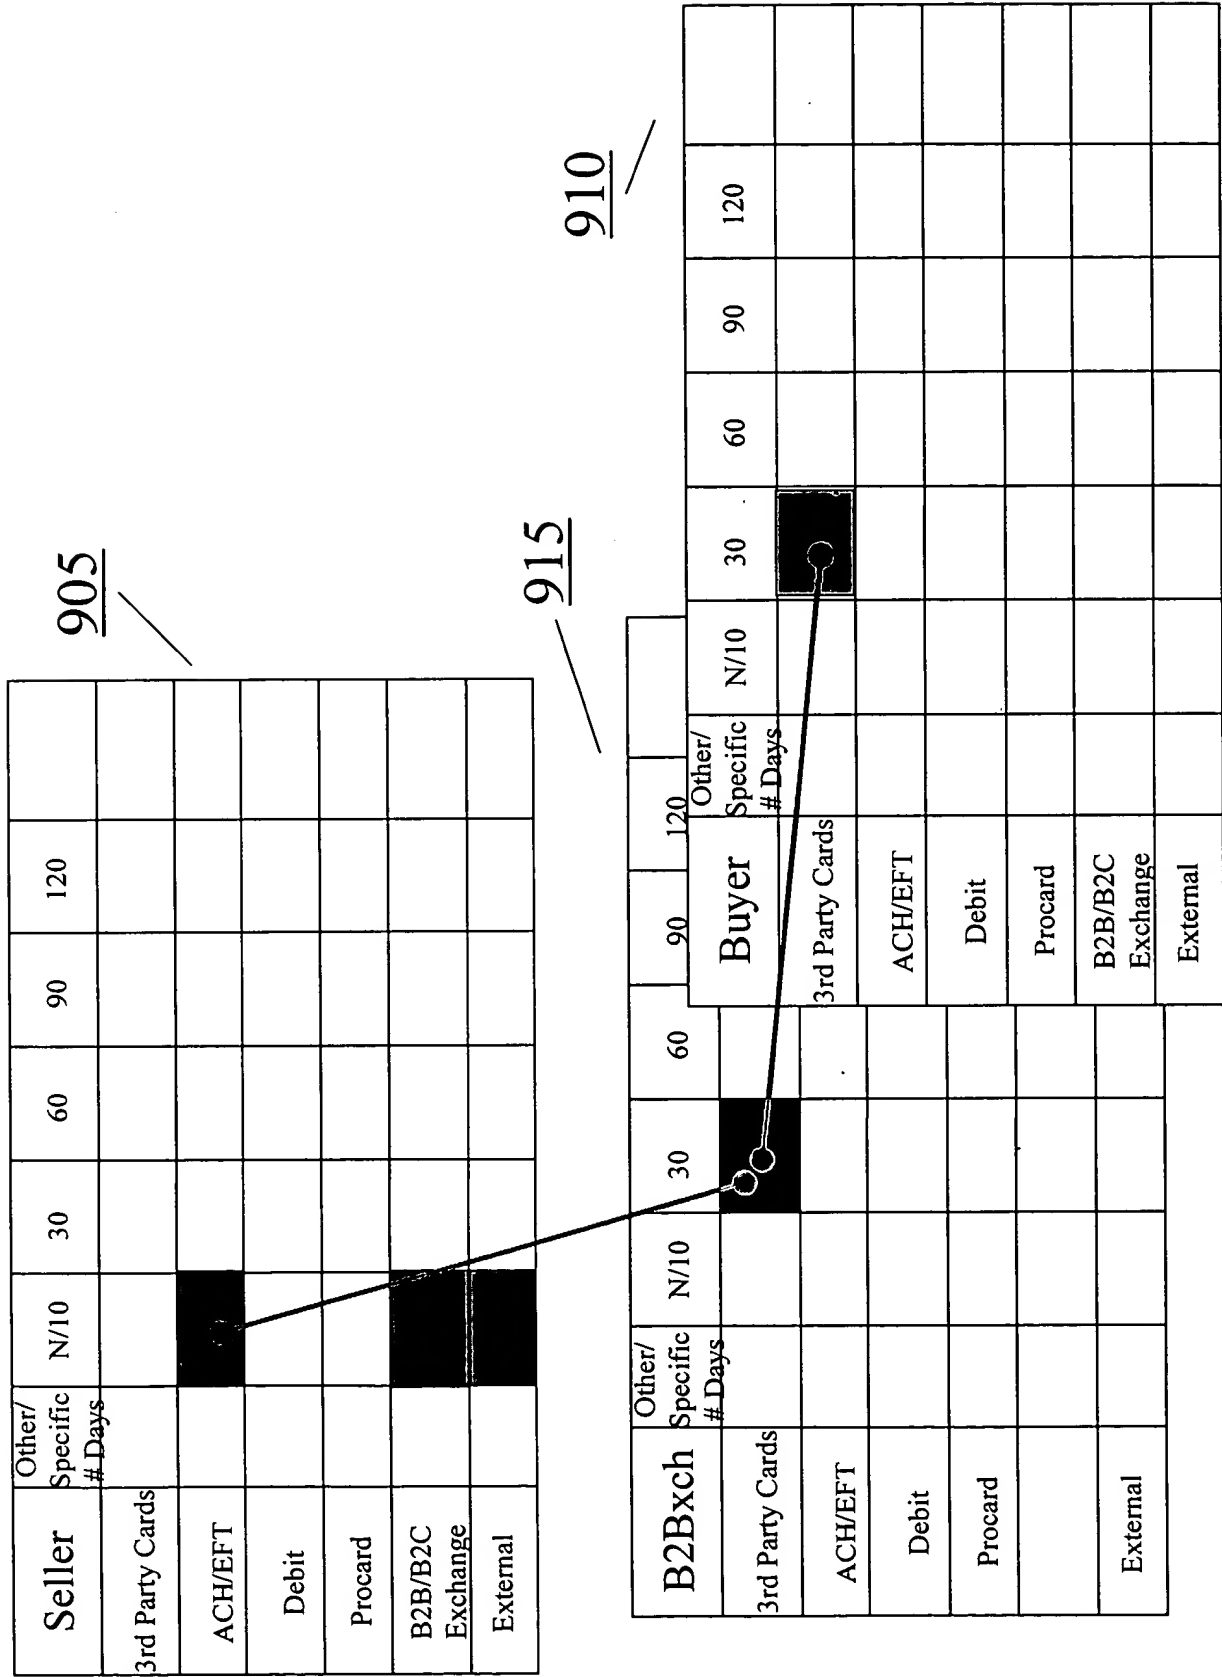 905
Seller
Other/
Specific
# Days
N/10
30
60
90
120
3rd Party Cards
ACH/EFT
Debit
Procard
B2B/B2C
Exchange
External
915
B2Bxch
Other/
Specific
# Days
N/10
30
60
90
120
3rd Party Cards
ACH/EFT
Debit
Procard
External
910
Buyer
Other/
Specific
# Days
N/10
30
60
90
120
3rd Party Cards
ACH/EFT
Debit
Procard
B2B/B2C
Exchange
External